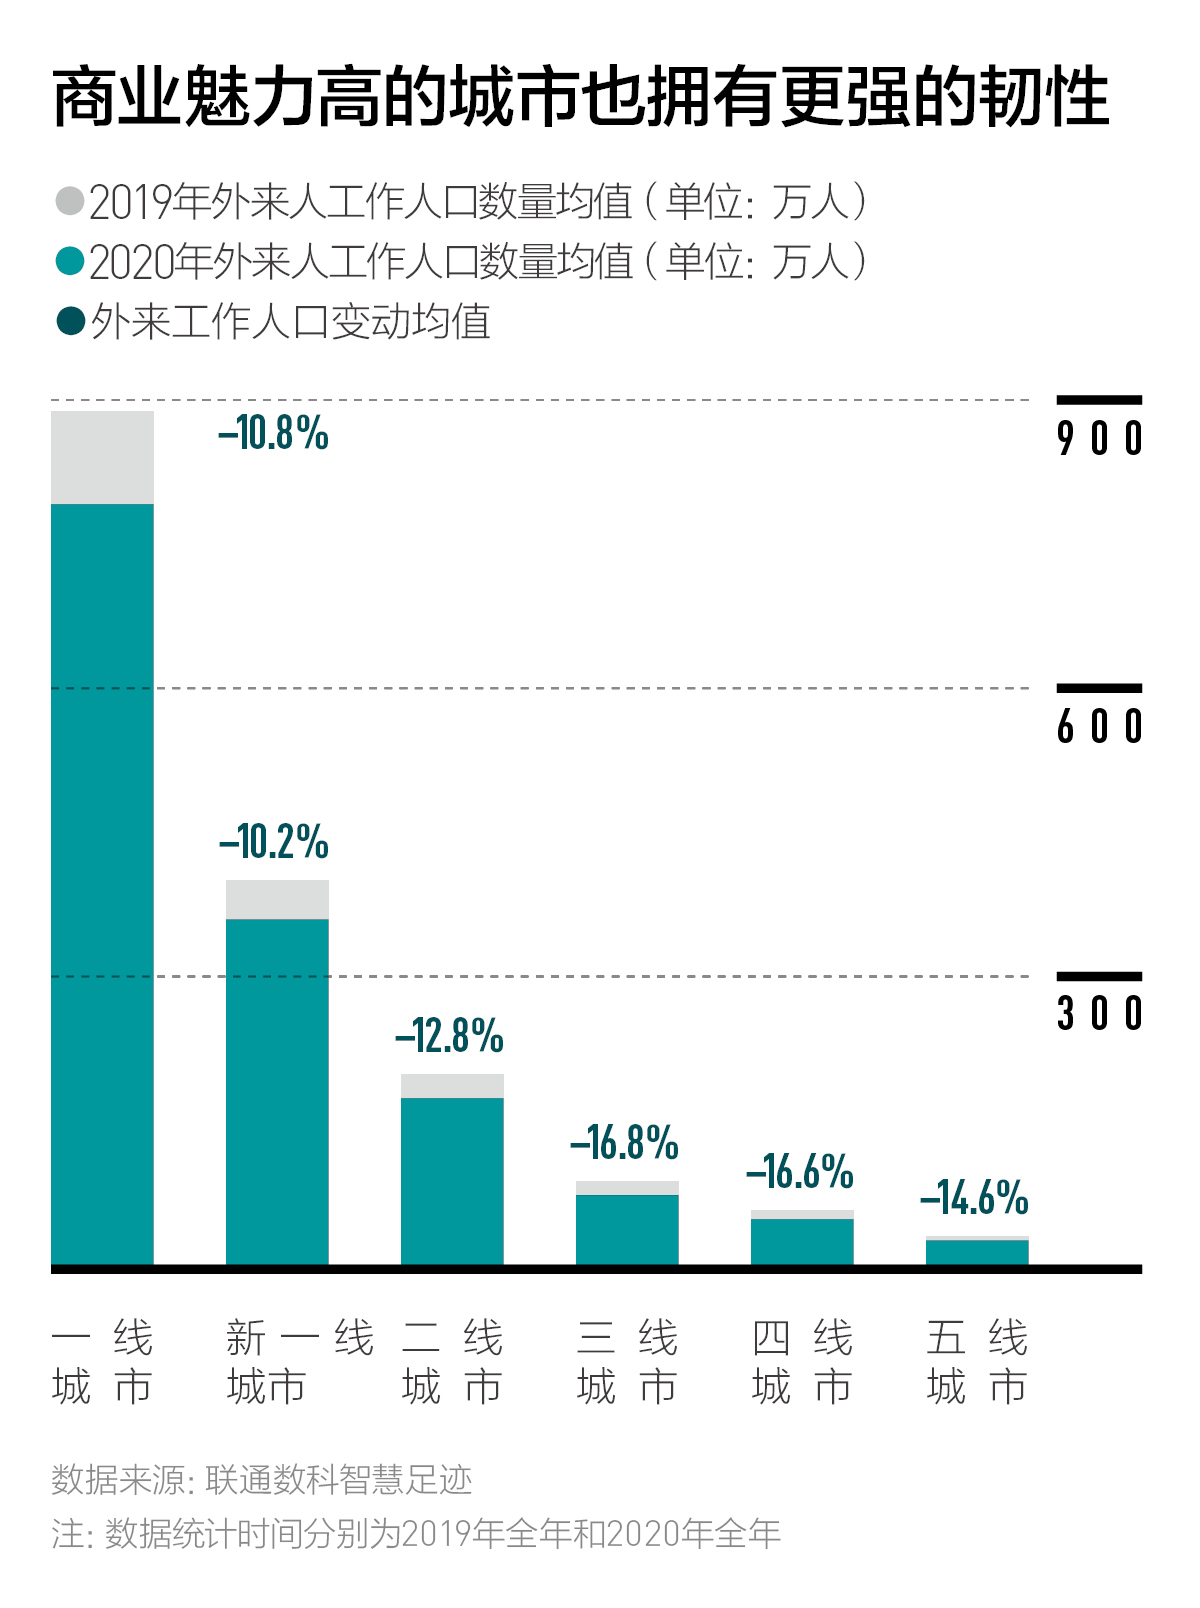 商业魅力高的城市也拥有更强的韧性
2019年外来人工作人口数量均值（单位：万人）
2020年外来人工作人口数量均值（单位：万人）
外来工作人口变动均值
–10.8%
900
600
–10.2%
300
–12.8%
–16.8%
–16.6%
–14.6%
一线城市
新一线城市
二线城市
三线城市
四线城市
五线城市
数据来源：联通数科智慧足迹
注：数据统计时间分别为2019年全年和2020年全年